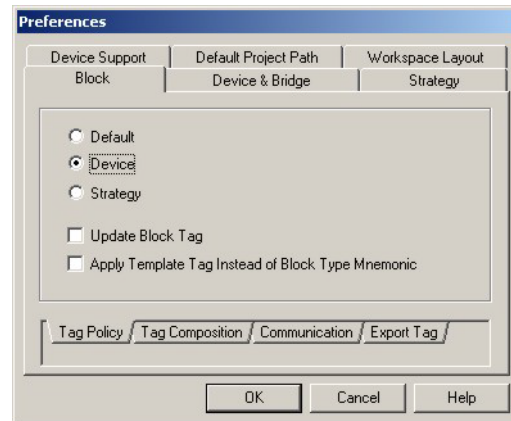 Preferences
Device Support Default Project Path Workspace Layout
Block Device & Bridge Strategy
Default
Device
Strategy
Update Block Tag
Apply Template Tag Instead of Block Type Mnemonic
Tag Policy Tag Composition Communication Export Tag
OK Cancel Help